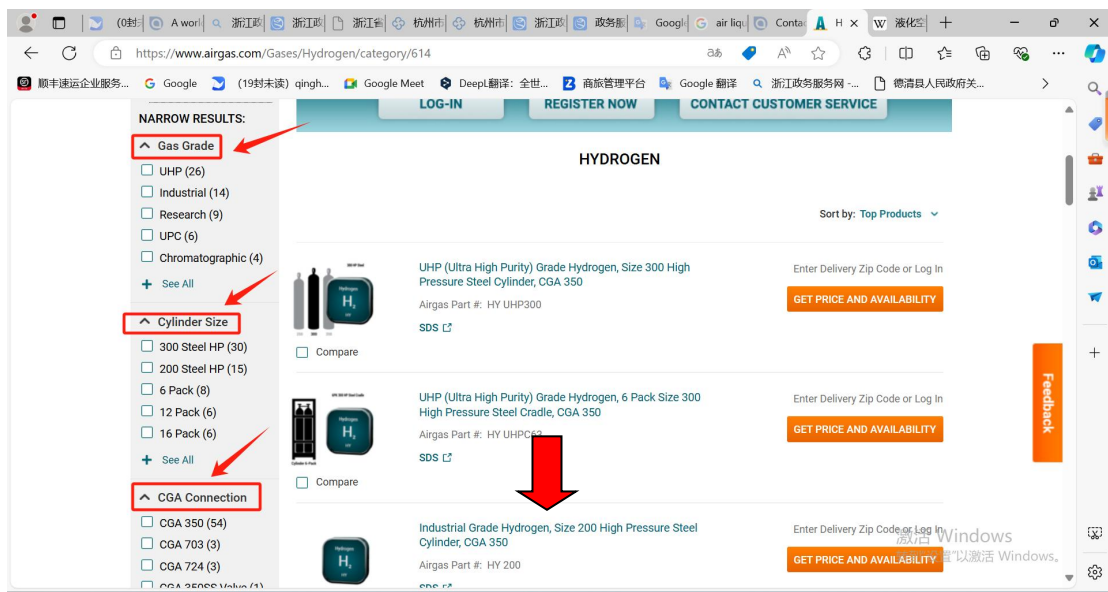 (0封
A worl
浙江政
浙江政
浙江省
杭州市
杭州市
浙江政
政务服
Googl
air liqu
Conta
H
液化空
https://www.airgas.com/Gases/Hydrogen/category/614
顺丰速运企业服务...
Google
(19封未读) qingh...
Google Meet
DeepL翻译：全世...
商旅管理平台
Google 翻译
浙江政务服务网 -...
德清县人民政府关...
LOG-IN
REGISTER NOW
CONTACT CUSTOMER SERVICE
NARROW RESULTS:
Gas Grade
UHP (26)
Industrial (14)
Research (9)
UPC (6)
Chromatographic (4)
See All
Cylinder Size
300 Steel HP (30)
200 Steel HP (15)
6 Pack (8)
12 Pack (6)
16 Pack (6)
See All
CGA Connection
CGA 350 (54)
CGA 703 (3)
CGA 724 (3)
CGA 350SS Valve (1)
HYDROGEN
Sort by: Top Products
Hydrogen
H₂
UHP (Ultra High Purity) Grade Hydrogen, Size 300 High
Pressure Steel Cylinder, CGA 350
Airgas Part #: HY UHP300
SDS
Enter Delivery Zip Code or Log In
GET PRICE AND AVAILABILITY
Compare
Hydrogen
H₂
UHP (Ultra High Purity) Grade Hydrogen, 6 Pack Size 300
High Pressure Steel Cradle, CGA 350
Airgas Part #: HY UHPC63
SDS
Enter Delivery Zip Code or Log In
GET PRICE AND AVAILABILITY
Compare
Hydrogen
H₂
Industrial Grade Hydrogen, Size 200 High Pressure Steel
Cylinder, CGA 350
Airgas Part #: HY 200
SDS
Enter Delivery Zip Code or Log In
GET PRICE AND AVAILABILITY
Feedback
激活 Windows
以激活 Windows。